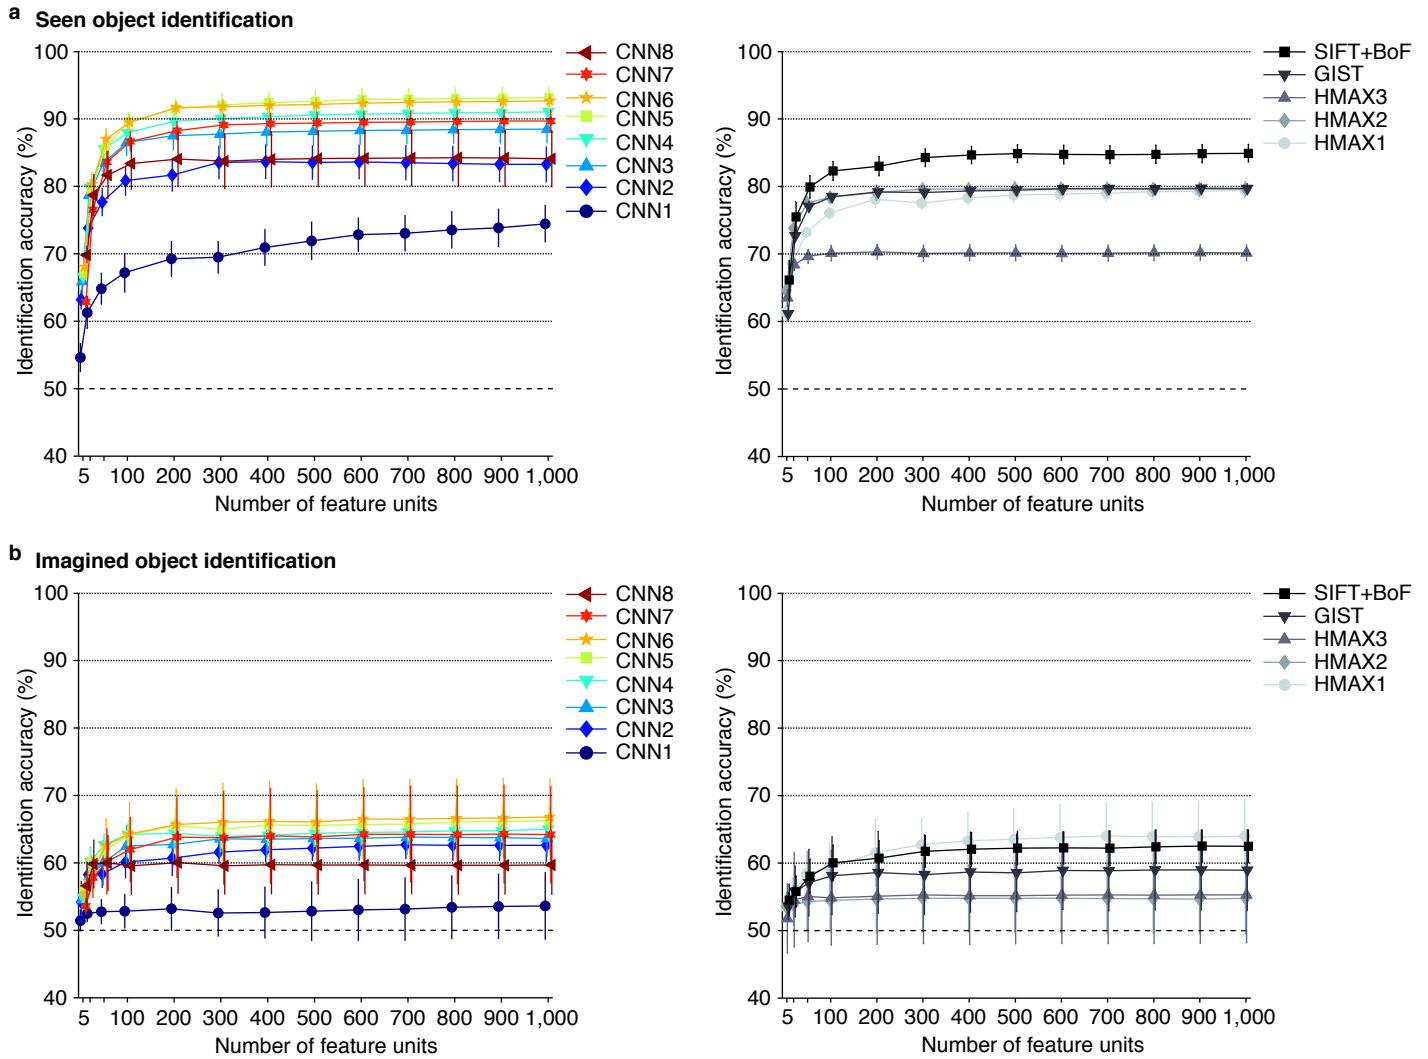 a Seen object identification
Identification accuracy (%)
100
90
80
70
60
50
40
5 100 200 300 400 500 600 700 800 900 1,000
Number of feature units
CNN8
CNN7
CNN6
CNN5
CNN4
CNN3
CNN2
CNN1
Identification accuracy (%)
100
90
80
70
60
50
40
5 100 200 300 400 500 600 700 800 900 1,000
Number of feature units
SIFT+BoF
GIST
HMAX3
HMAX2
HMAX1
b Imagined object identification
Identification accuracy (%)
100
90
80
70
60
50
40
5 100 200 300 400 500 600 700 800 900 1,000
Number of feature units
CNN8
CNN7
CNN6
CNN5
CNN4
CNN3
CNN2
CNN1
Identification accuracy (%)
100
90
80
70
60
50
40
5 100 200 300 400 500 600 700 800 900 1,000
Number of feature units
SIFT+BoF
GIST
HMAX3
HMAX2
HMAX1